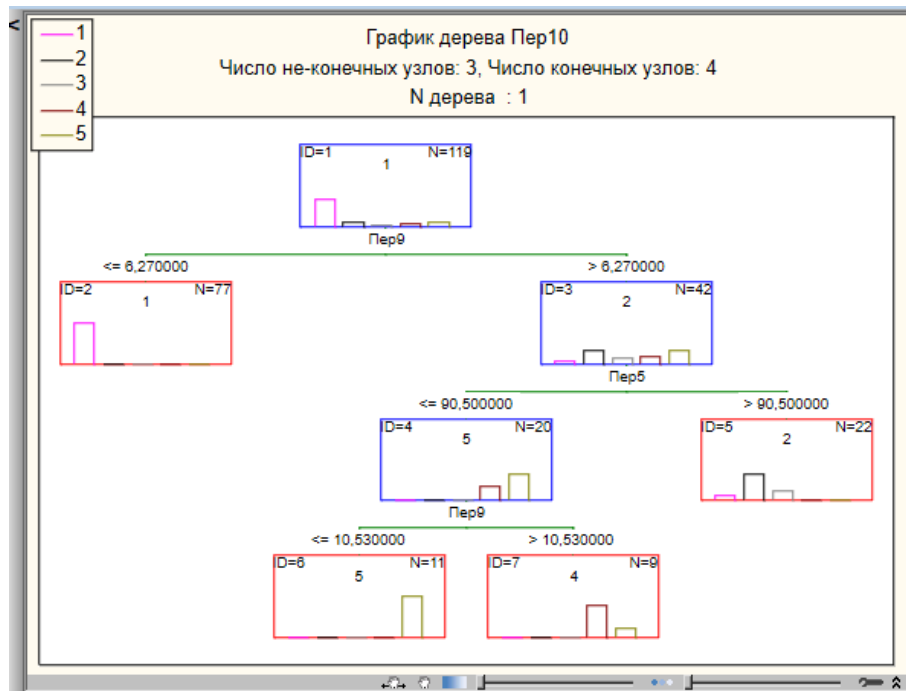 1
2
3
4
5
График дерева Пер10
Число не-конечных узлов: 3, Число конечных узлов: 4
N дерева : 1
ID=1 N=119
1
Пер9
<= 6,270000 > 6,270000
ID=2 N=77
1
ID=3 N=42
2
Пер5
<= 90,500000 > 90,500000
ID=4 N=20
5
ID=5 N=22
2
Пер9
<= 10,530000 > 10,530000
ID=6 N=11
5
ID=7 N=9
4